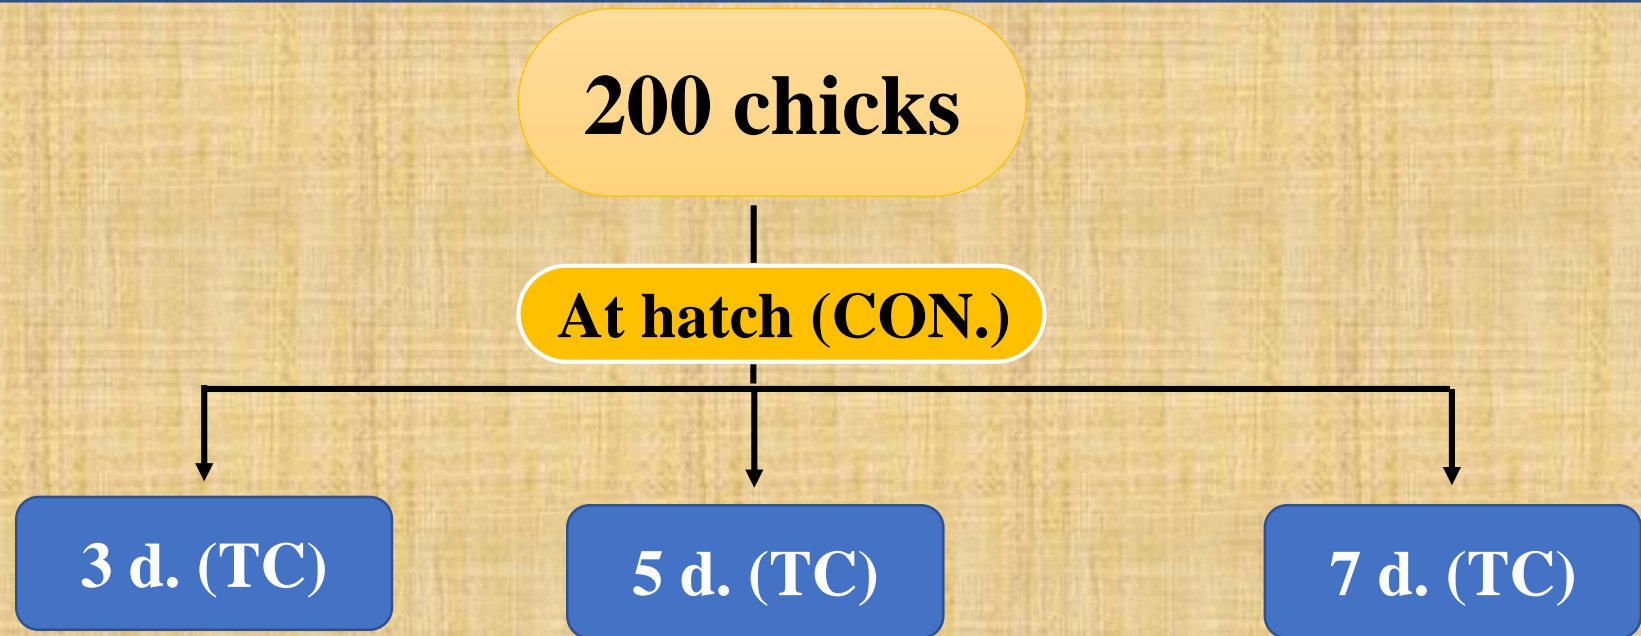 200 chicks
At hatch (CON.)
3 d. (TC)
5 d. (TC)
7 d. (TC)